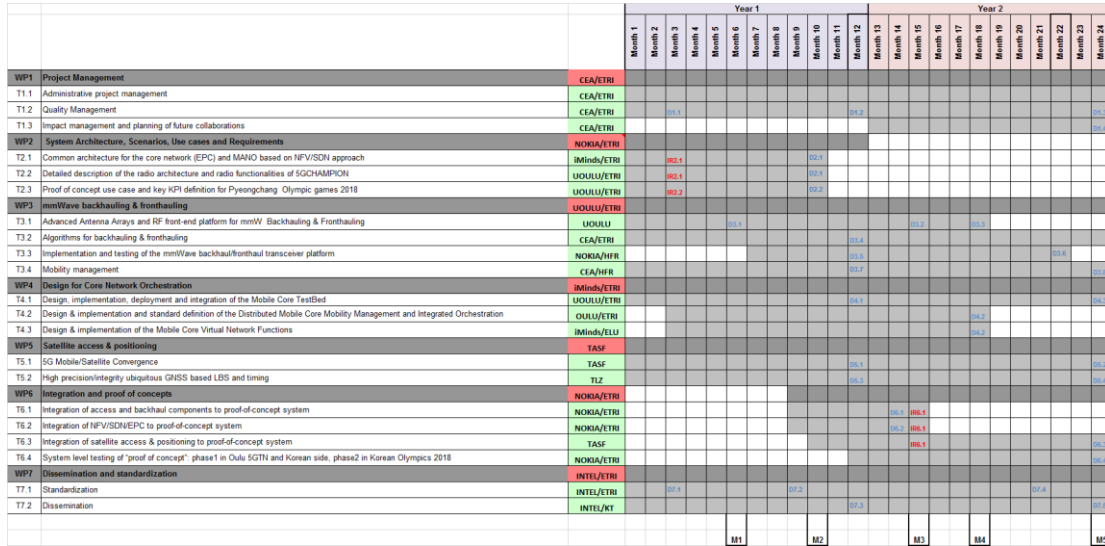 Year 1 Year 2
Month 1 Month 2 Month 3 Month 4 Month 5 Month 6 Month 7 Month 8 Month 9 Month 10 Month 11 Month 12 Month 13 Month 14 Month 15 Month 16 Month 17 Month 18 Month 19 Month 20 Month 21 Month 22 Month 23 Month 24
WP1 Project Management CEA/ETRI
T1.1 Administrative project management CEA/ETRI
T1.2 Quality Management CEA/ETRI D1.1 D1.2 D1.3
T1.3 Impact management and planning of future collaborations CEA/ETRI D1.4
WP2 System Architecture, Scenarios, Use cases and Requirements NOKIA/ETRI
T2.1 Common architecture for the core network (EPC) and MANO based on NFV/SDN approach iMinds/ETRI IR2.1 D2.1
T2.2 Detailed description of the radio architecture and radio functionalities of 5GCHAMPION UOULU/ETRI IR2.1 D2.1
T2.3 Proof of concept use case and key KPI definition for Pyeongchang Olympic games 2018 UOULU/ETRI IR2.2 D2.2
WP3 mmWave backhauling & fronthauling UOULU/ETRI
T3.1 Advanced Antenna Arrays and RF front-end platform for mmW Backhauling & Fronthauling UOULU D3.1 D3.2 D3.3
T3.2 Algorithms for backhauling & fronthauling CEA/ETRI D3.4
T3.3 Implementation and testing of the mmWave backhaul/fronthaul transceiver platform NOKIA/HFR D3.5 D3.6
T3.4 Mobility management CEA/HFR D3.7
WP4 Design for Core Network Orchestration iMinds/ETRI
T4.1 Design, implementation, deployment and integration of the Mobile Core TestBed UOULU/ETRI D4.1
T4.2 Design & implementation and standard definition of the Distributed Mobile Core Mobility Management and Integrated Orchestration OULU/ETRI D4.2
T4.3 Design & implementation of the Mobile Core Virtual Network Functions iMinds/ELU D4.2
WP5 Satellite access & positioning TASF
T5.1 5G Mobile/Satellite Convergence TASF
T5.2 High precision/integrity ubiquitous GNSS based LBS and timing TLZ
WP6 Integration and proof of concepts NOKIA/ETRI
T6.1 Integration of access and backhaul components to proof-of-concept system NOKIA/ETRI D6.1 IR6.1
T6.2 Integration of NFV/SDN/EPC to proof-of-concept system NOKIA/ETRI D6.2 IR6.1
T6.3 Integration of satellite access & positioning to proof-of-concept system TASF IR6.1 D6.3
T6.4 System level testing of "proof of concept": phase1 in Oulu 5GTN and Korean side, phase2 in Korean Olympics 2018 NOKIA/ETRI D6.4
WP7 Dissemination and standardization INTEL/ETRI
T7.1 Standardization INTEL/ETRI D7.1 D7.2 D7.4
T7.2 Dissemination INTEL/KT D7.3
M1 M2 M3 M4 M5